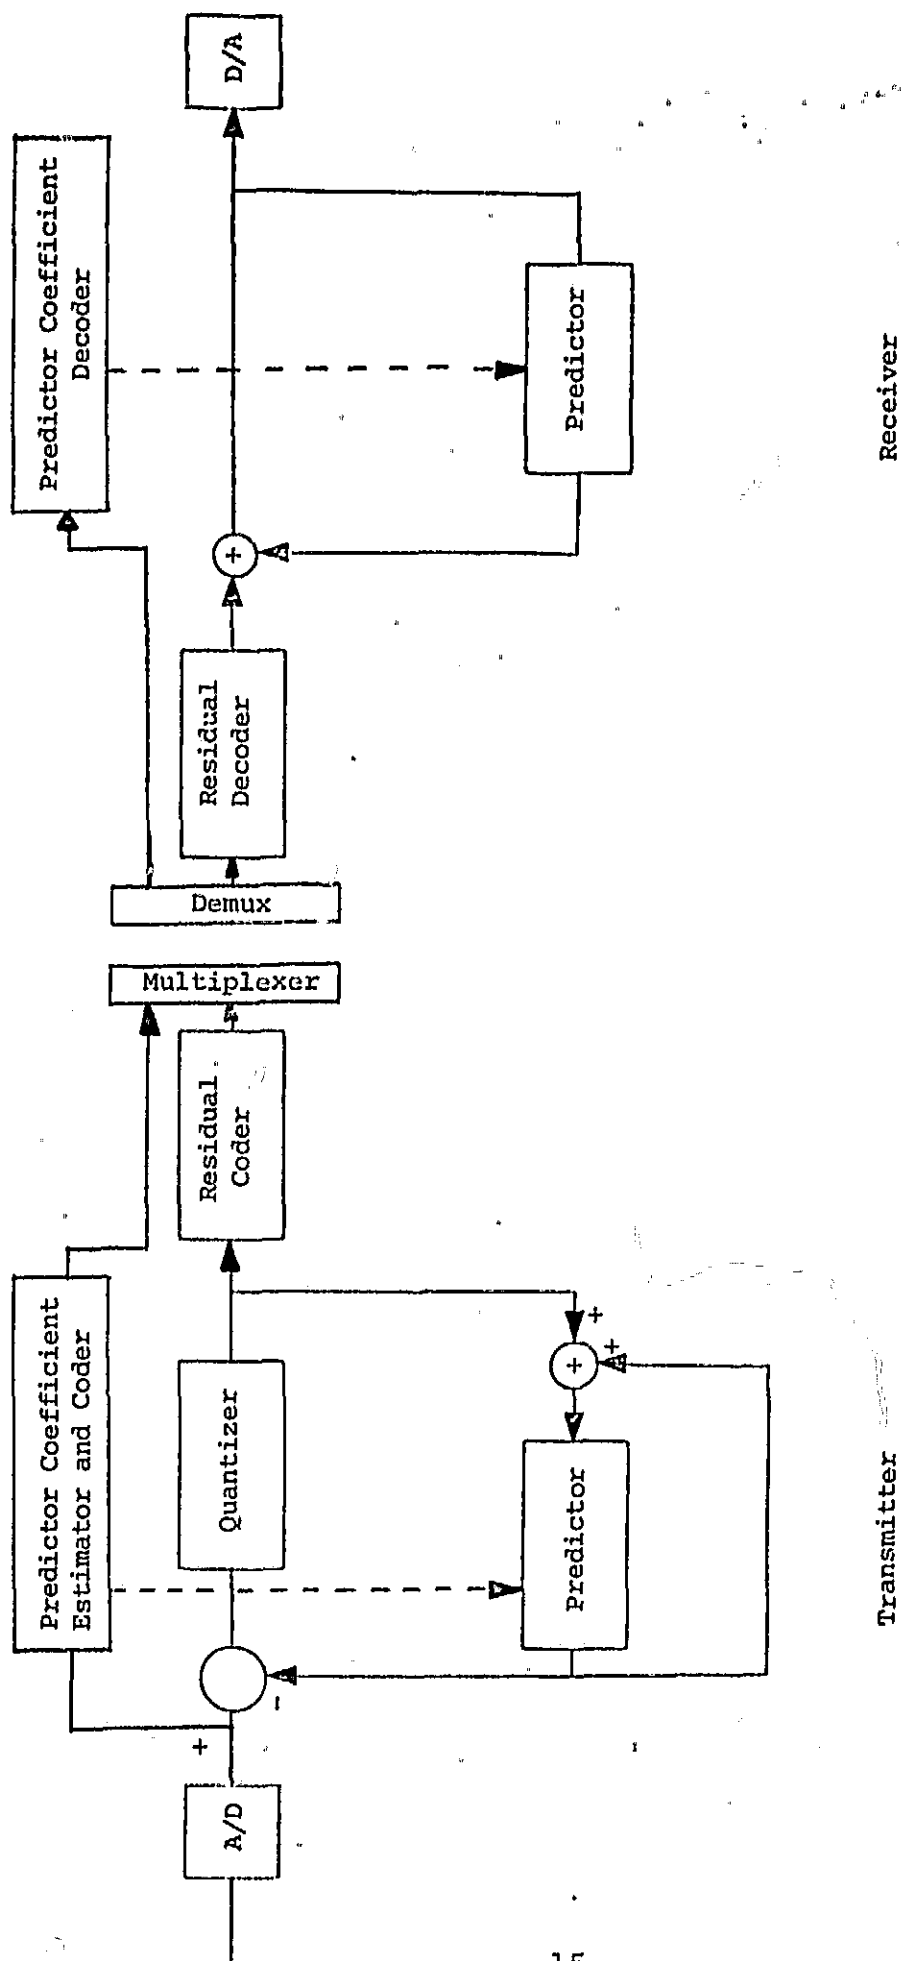 Predictor Coefficient
Estimator and Coder
Predictor Coefficient
Decoder
A/D
+
-
Quantizer
Residual
Coder
Multiplexer
Demux
Residual
Decoder
+
D/A
Predictor
+
+
+
Predictor
Transmitter
Receiver